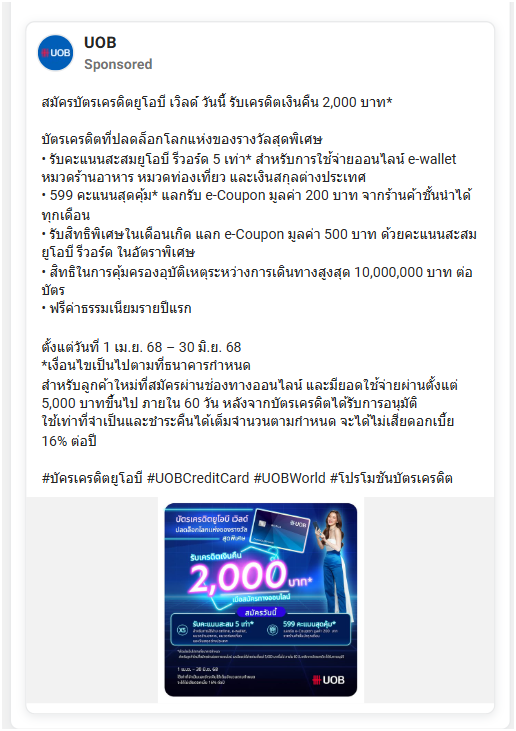 UOB
UOB
Sponsored
สมัครบัตรเครดิตยูโอบี เวิลด์ วันนี้ รับเครดิตเงินคืน 2,000 บาท*
บัตรเครดิตที่ปลดล็อกโลกแห่งของรางวัลสุดพิเศษ
• รับคะแนนสะสมยูโอบี รีวอร์ด 5 เท่า* สำหรับการใช้จ่ายออนไลน์ e-wallet
หมวดร้านอาหาร หมวดท่องเที่ยว และเงินสกุลต่างประเทศ
• 599 คะแนนสุดคุ้ม* แลกรับ e-Coupon มูลค่า 200 บาท จากร้านค้าชั้นนำได้
ทุกเดือน
• รับสิทธิพิเศษในเดือนเกิด แลก e-Coupon มูลค่า 500 บาท ด้วยคะแนนสะสม
ยูโอบี รีวอร์ด ในอัตราพิเศษ
• สิทธิในการคุ้มครองอุบัติเหตุระหว่างการเดินทางสูงสุด 10,000,000 บาท ต่อ
บัตร
• ฟรีค่าธรรมเนียมรายปีแรก
ตั้งแต่วันที่ 1 เม.ย. 68 – 30 มิ.ย. 68
*เงื่อนไขเป็นไปตามที่ธนาคารกำหนด
สำหรับลูกค้าใหม่ที่สมัครผ่านช่องทางออนไลน์ และมียอดใช้จ่ายผ่านตั้งแต่
5,000 บาทขึ้นไป ภายใน 60 วัน หลังจากบัตรเครดิตได้รับการอนุมัติ
ใช้เท่าที่จำเป็นและชำระคืนได้เต็มจำนวนตามกำหนด จะได้ไม่เสียดอกเบี้ย
16% ต่อปี
#บัครเครดิตยูโอบี #UOBCreditCard #UOBWorld #โปรโมชันบัตรเครดิต
บัตรเครดิตยูโอบี เวิลด์
ปลดล็อกโลกแห่งของรางวัล
สุดพิเศษ
UOB
รับเครดิตเงินคืน
2,000 บาท*
เมื่อสมัครทางออนไลน์
สมัครวันนี้
X5
รับคะแนนสะสม 5 เท่า*
599 คะแนนสุดคุ้ม*
1 เม.ย. – 30 มิ.ย. 68
UOB